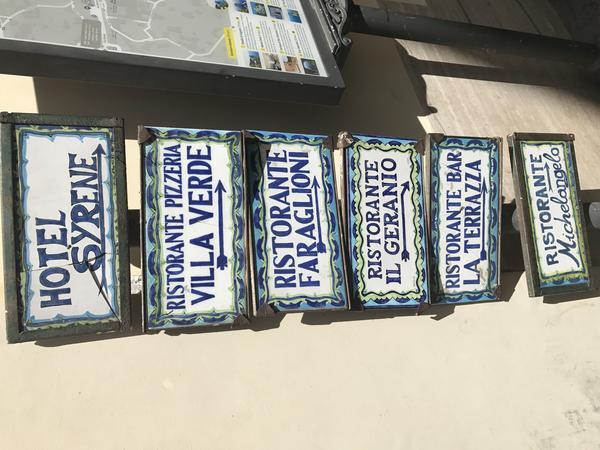 HOTEL
SYRENE
RISTORANTE PIZZERIA
VILLA VERDE
RISTORANTE
FARAGLIONI
RISTORANTE
IL GERANIO
RISTORANTE-BAR
LA TERRAZZA
RISTORANTE
Michelangelo